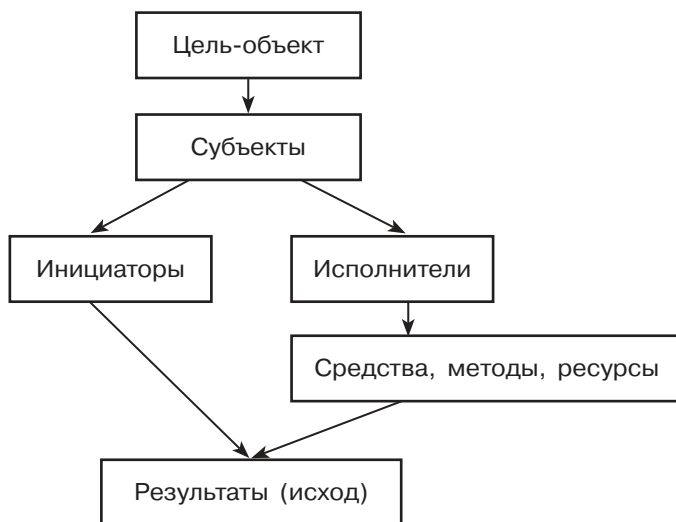 Цель-объект
Субъекты
Инициаторы
Исполнители
Средства, методы, ресурсы
Результаты (исход)